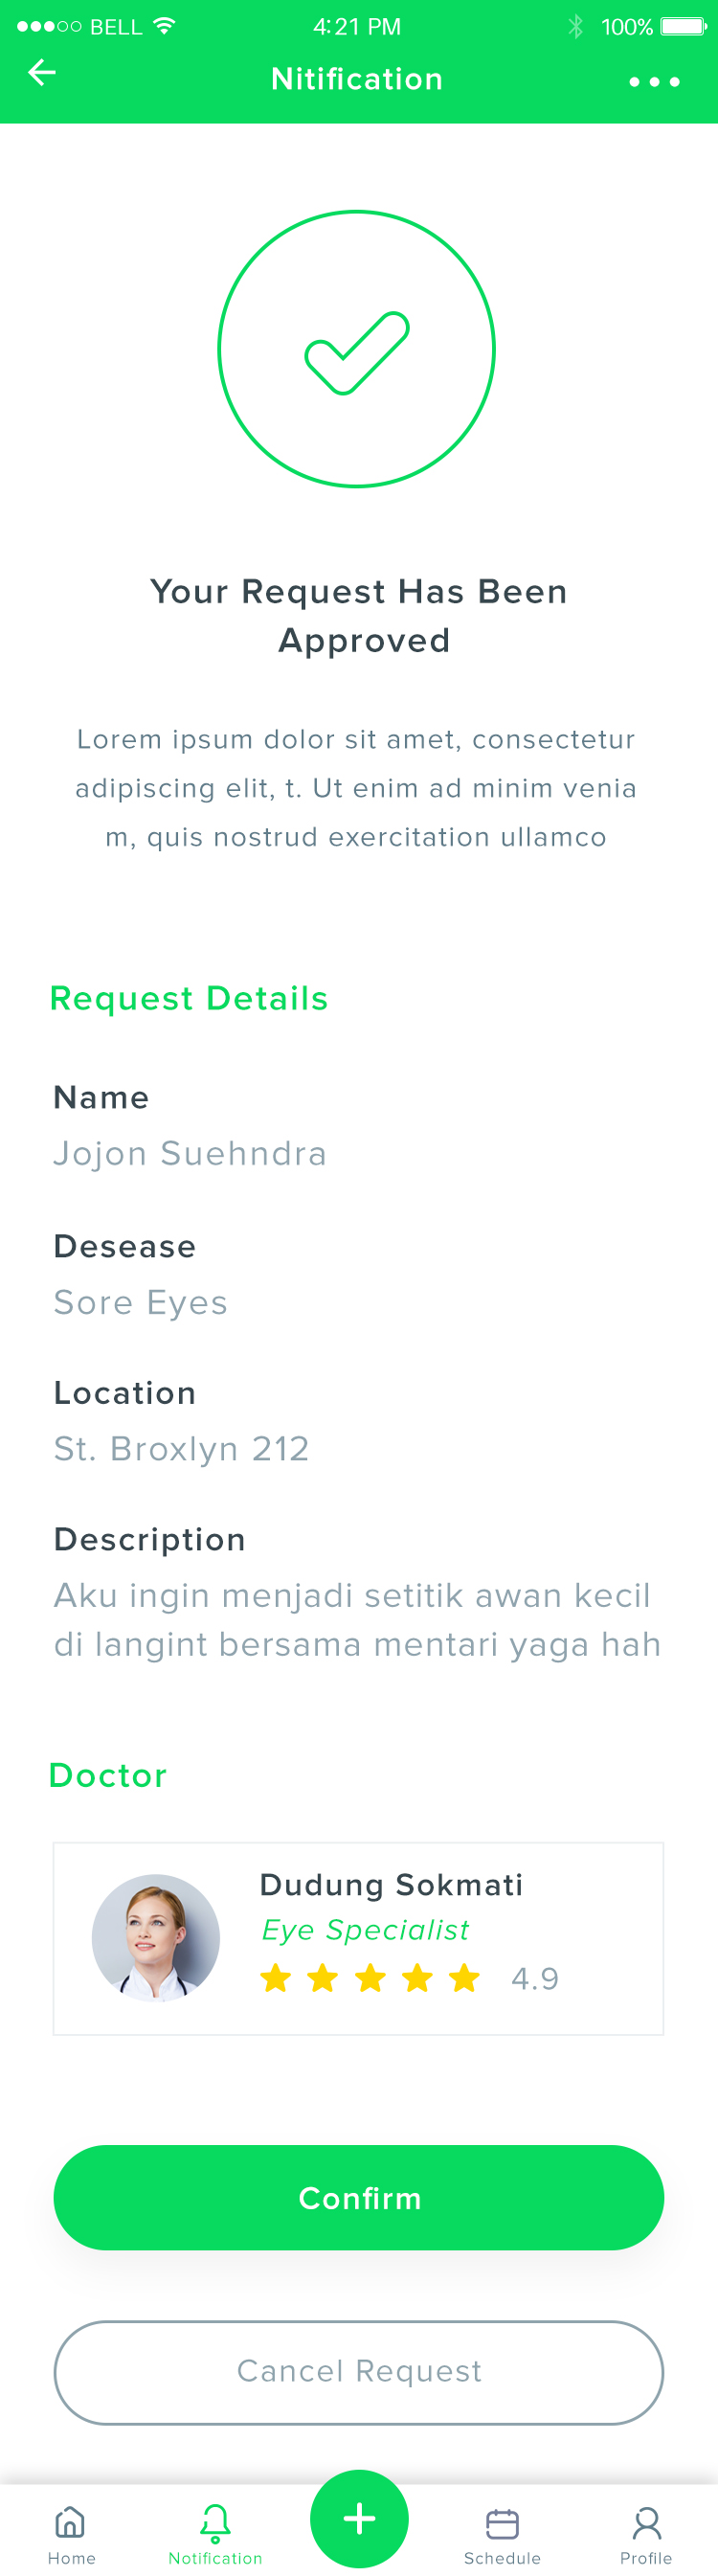 BELL 4:21 PM 100%
Nitification
Your Request Has Been
Approved
Lorem ipsum dolor sit amet, consectetur
adipiscing elit, t. Ut enim ad minim venia
m, quis nostrud exercitation ullamco
Request Details
Name
Jojon Suehndra
Desease
Sore Eyes
Location
St. Broxlyn 212
Description
Aku ingin menjadi setitik awan kecil
di langint bersama mentari yaga hah
Doctor
Dudung Sokmati
Eye Specialist
4.9
Confirm
Cancel Request
Home Notification Schedule Profile